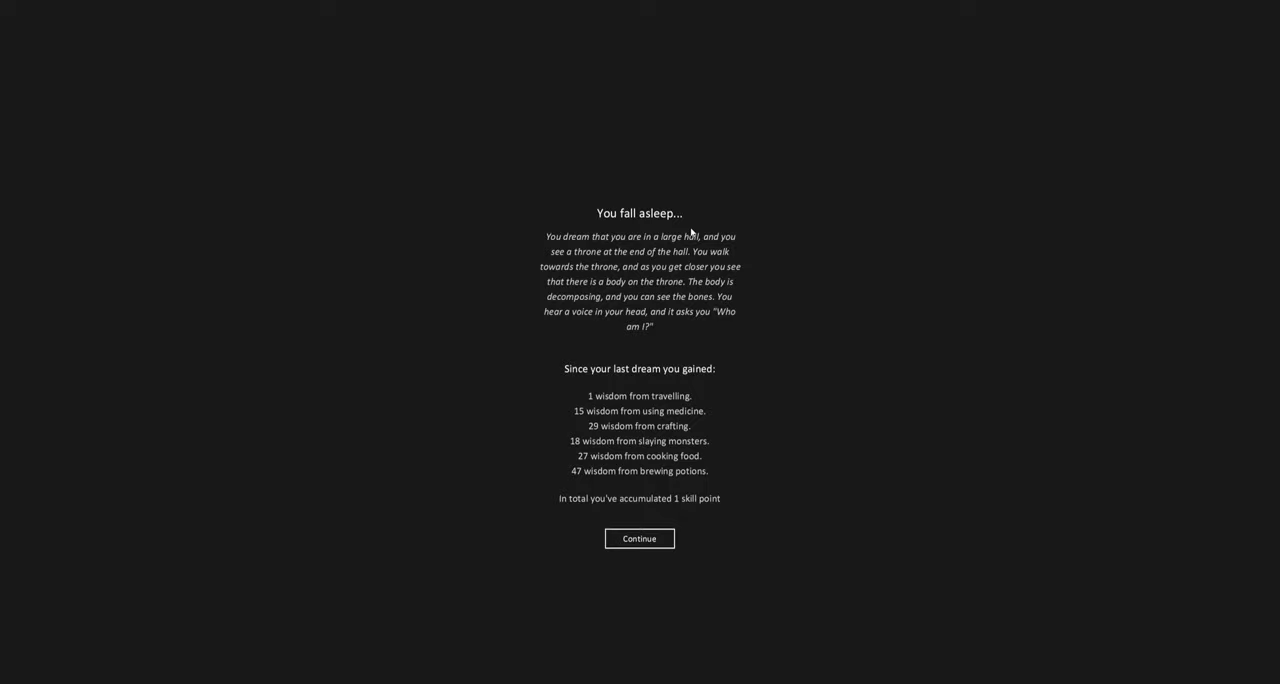 You fall asleep...
You dream that you are in a large hall, and you
see a throne at the end of the hall. You walk
towards the throne, and as you get closer you see
that there is a body on the throne. The body is
decomposing, and you can see the bones. You
hear a voice in your head, and it asks you "Who
am I?"
Since your last dream you gained:
1 wisdom from travelling.
15 wisdom from using medicine.
29 wisdom from crafting.
18 wisdom from slaying monsters.
27 wisdom from cooking food.
47 wisdom from brewing potions.
In total you've accumulated 1 skill point
Continue